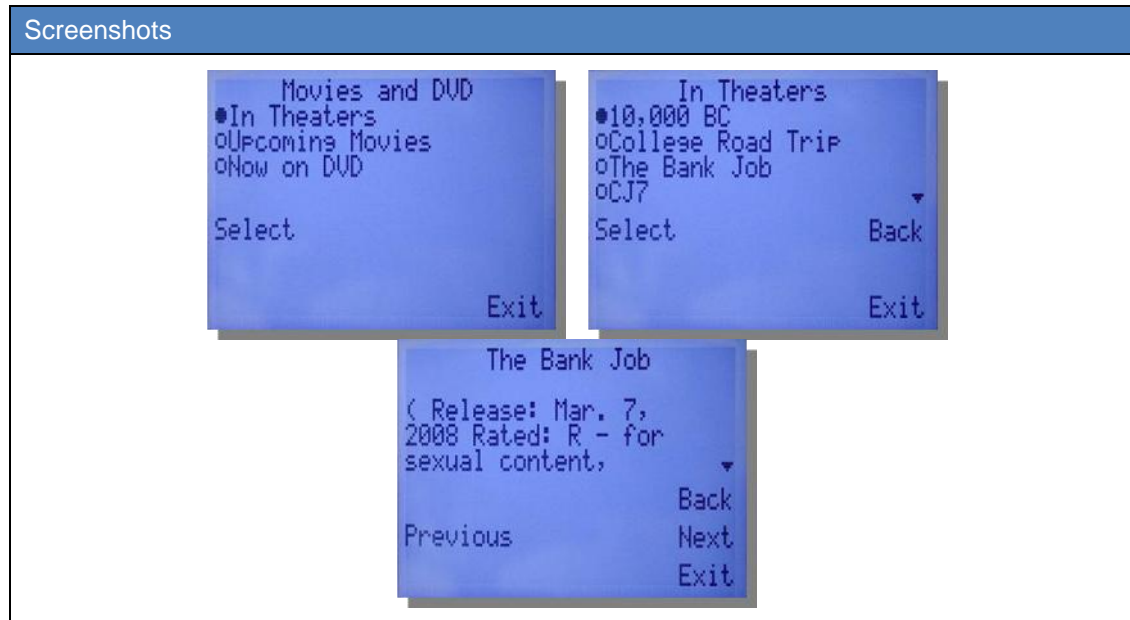 Screenshots
Movies and DVD
●In Theaters
○Upcoming Movies
○Now on DVD
Select
Exit
In Theaters
●10,000 BC
○College Road Trip
○The Bank Job
○CJ7
Select Back
Exit
The Bank Job
( Release: Mar. 7,
2008 Rated: R - for
sexual content,
Back
Previous Next
Exit